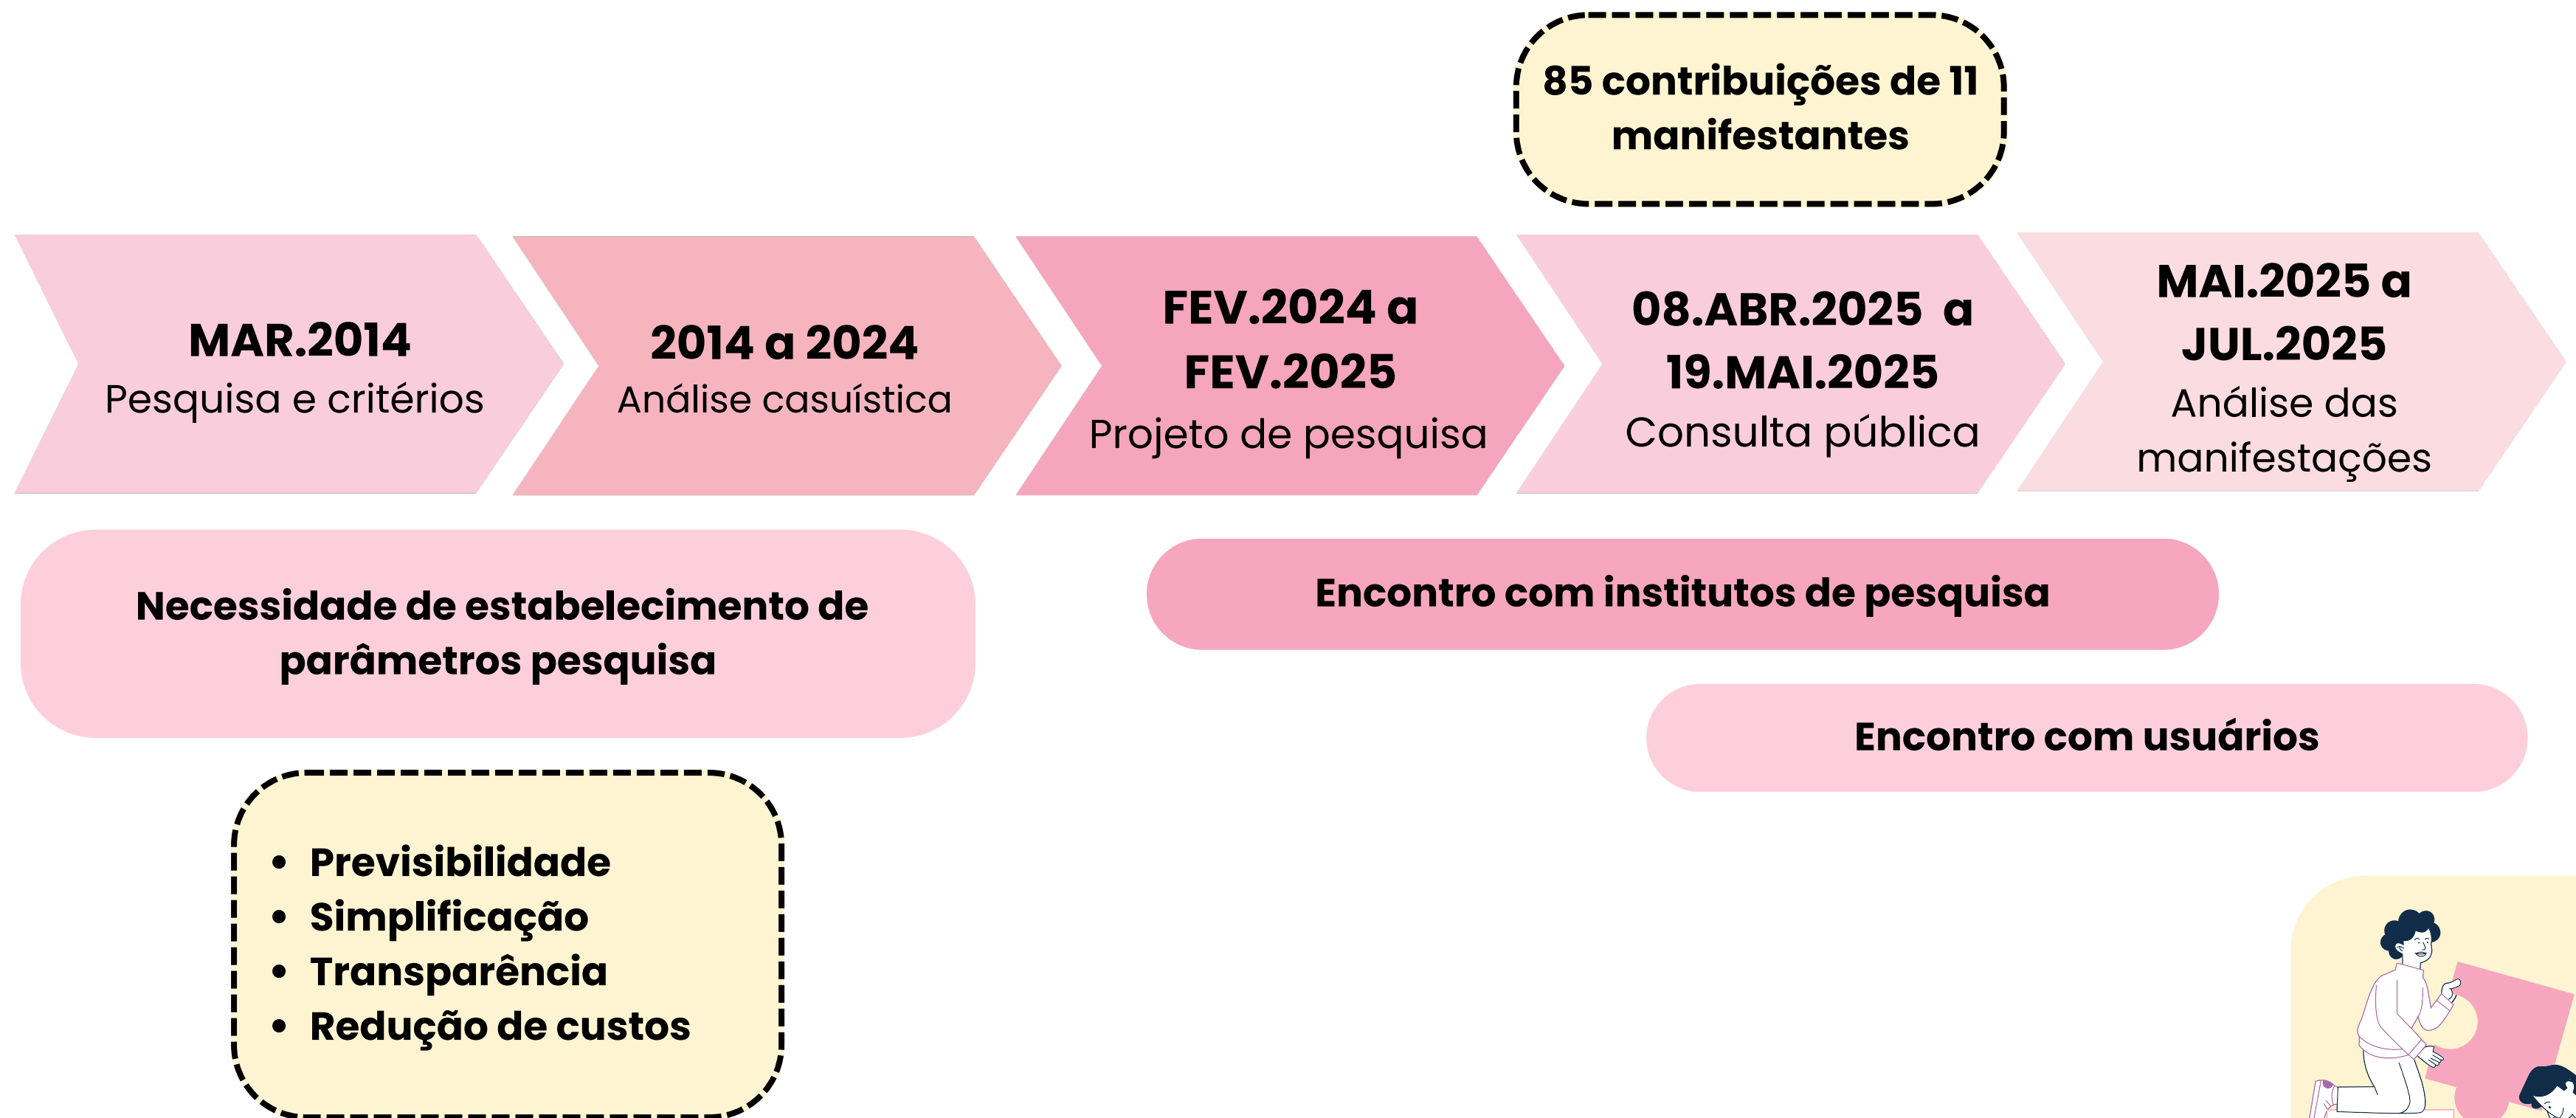 85 contribuições de 11
manifestantes
MAR.2014
Pesquisa e critérios
2014 a 2024
Análise casuística
FEV.2024 a
FEV.2025
Projeto de pesquisa
08.ABR.2025 a
19.MAI.2025
Consulta pública
MAI.2025 a
JUL.2025
Análise das
manifestações
Necessidade de estabelecimento de
parâmetros pesquisa
Encontro com institutos de pesquisa
Encontro com usuários
• Previsibilidade
• Simplificação
• Transparência
• Redução de custos